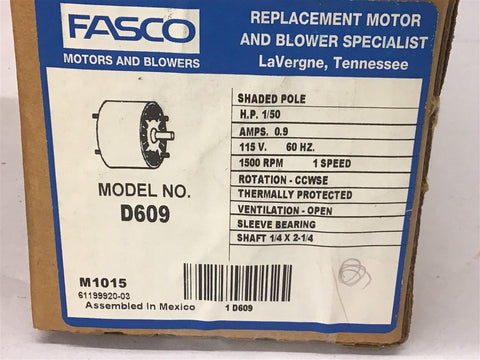 FASCO
MOTORS AND BLOWERS
REPLACEMENT MOTOR
AND BLOWER SPECIALIST
LaVergne, Tennessee
MODEL NO.
D609
SHADED POLE
H.P. 1/50
AMPS. 0.9
115 V. 60 HZ.
1500 RPM 1 SPEED
ROTATION - CCWSE
THERMALLY PROTECTED
VENTILATION - OPEN
SLEEVE BEARING
SHAFT 1/4 X 2-1/4
M1015
61199920-03
Assembled In Mexico
1 D609